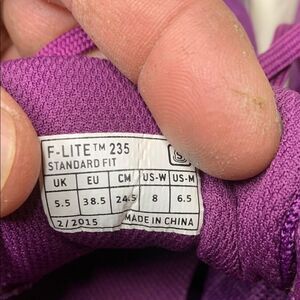 F-LITE™ 235
STANDARD FIT
UK EU CM US-W US-M
5.5 38.5 24.5 8 6.5
2/2015 MADE IN CHINA